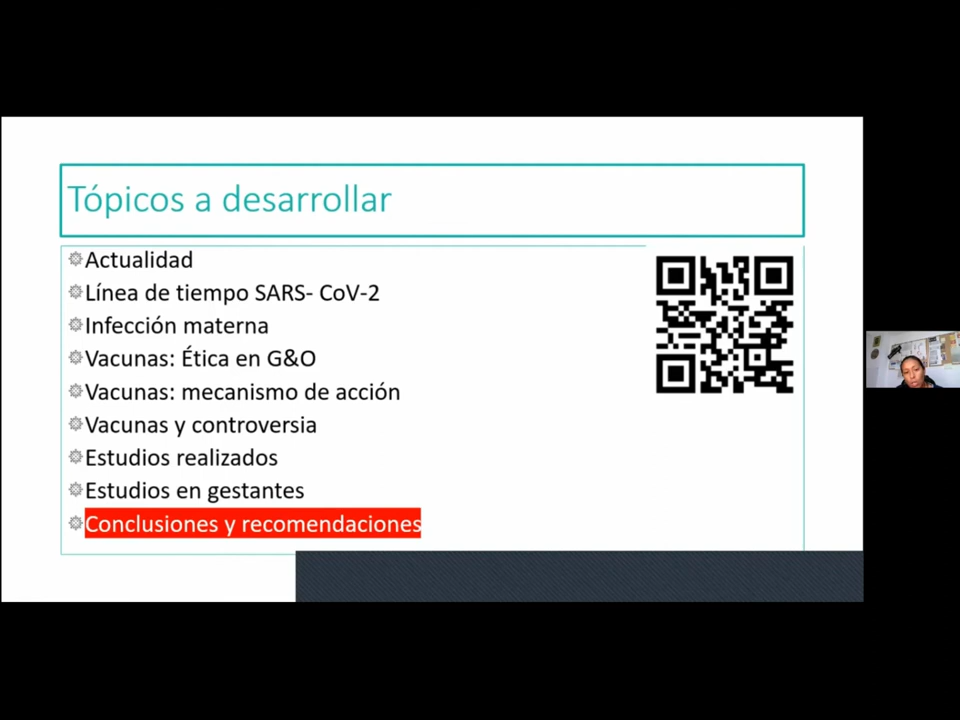 Tópicos a desarrollar
Actualidad
Línea de tiempo SARS- CoV-2
Infección materna
Vacunas: Ética en G&O
Vacunas: mecanismo de acción
Vacunas y controversia
Estudios realizados
Estudios en gestantes
Conclusiones y recomendaciones